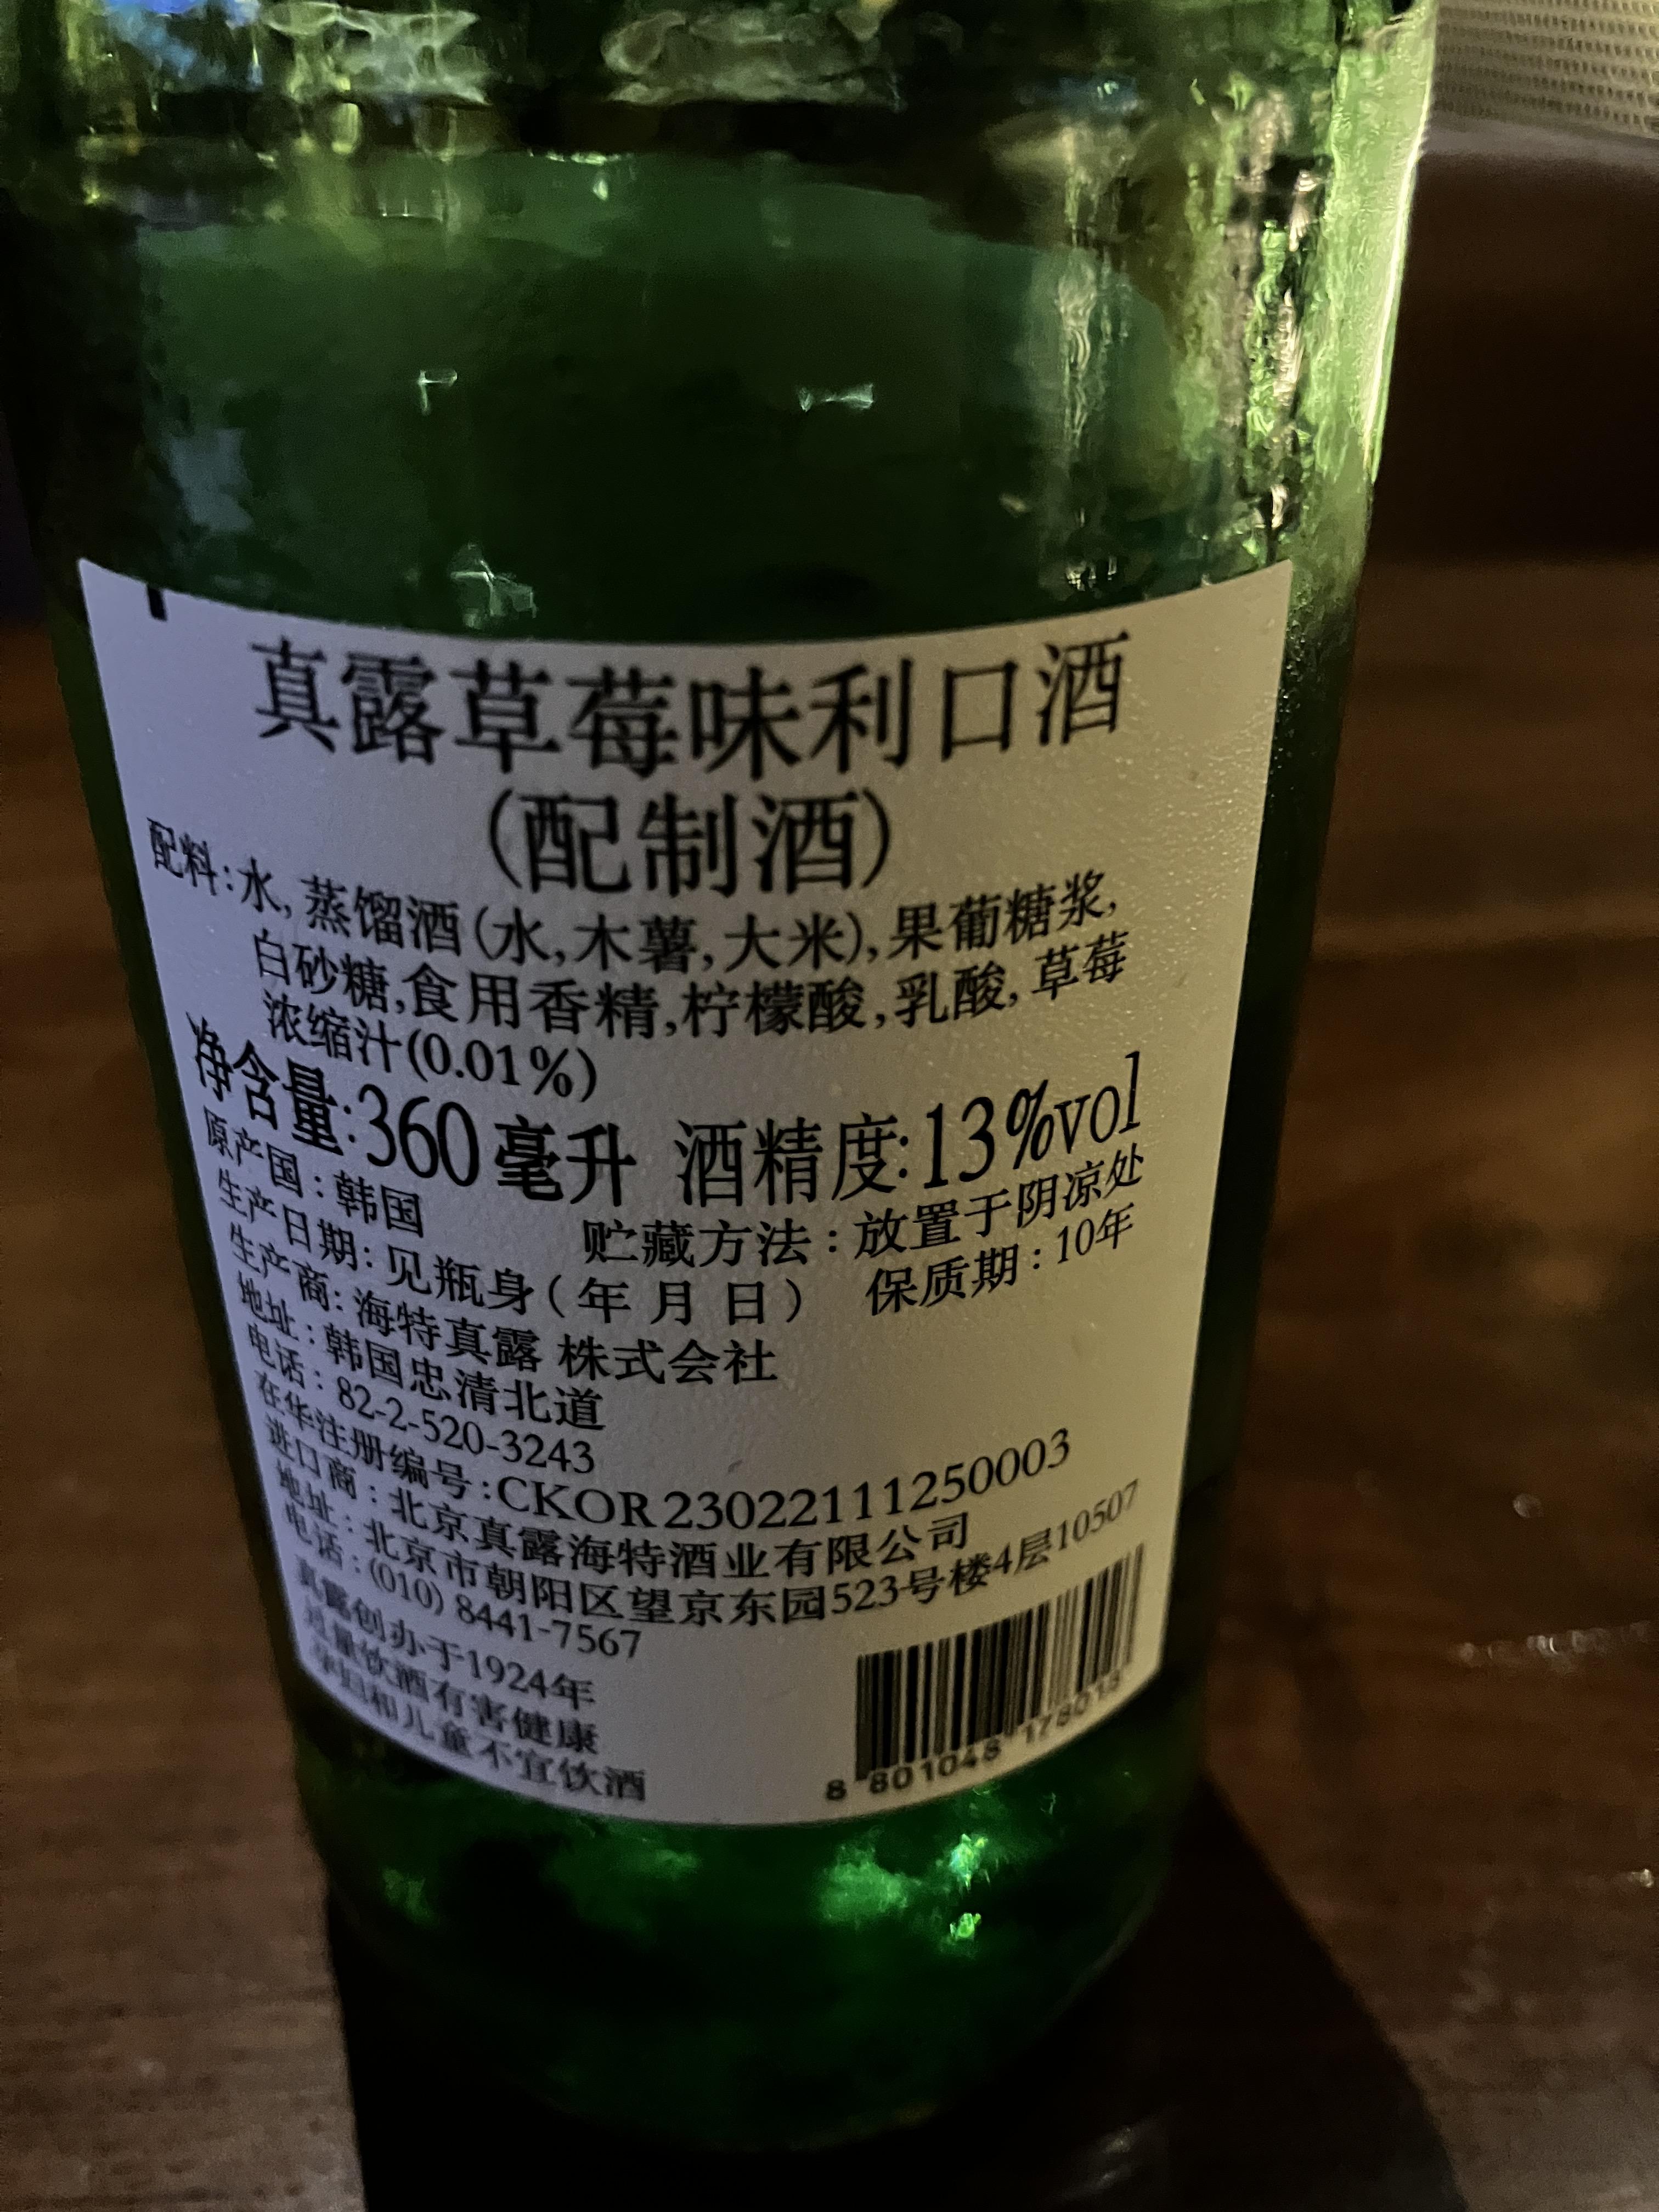 真露草莓味利口酒
(配制酒)
配料:水,蒸馏酒(水,木薯,大米),果葡糖浆,
白砂糖,食用香精,柠檬酸,乳酸,草莓
浓缩汁(0.01%)
净含量:360毫升 酒精度:13%vol
原产国:韩国 贮藏方法:放置于阴凉处
生产日期:见瓶身(年月日) 保质期:10年
生产商:海特真露 株式会社
地址:韩国忠清北道
电话:82-2-520-3243
在华注册编号:CKOR23022111250003
进口商:北京真露海特酒业有限公司
地址:北京市朝阳区望京东园523号楼4层10507
电话:(010) 8441-7567
真露创办于1924年
过量饮酒有害健康
孕妇和儿童不宜饮酒
8 801048 178018